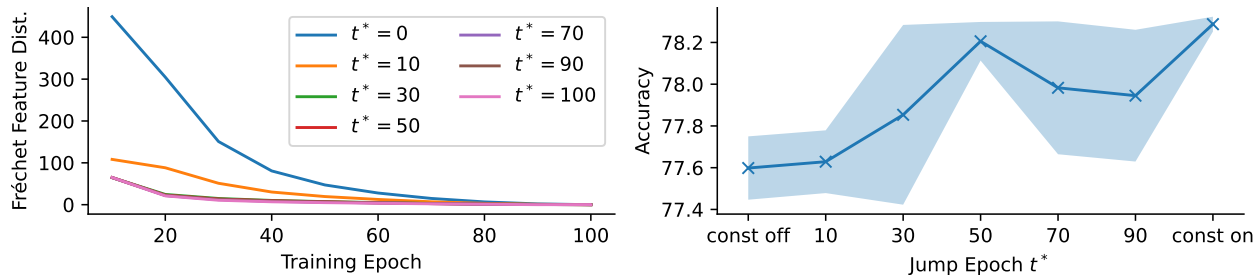 Fréchet Feature Dist.
400
300
200
100
0
t* = 0
t* = 10
t* = 30
t* = 50
t* = 70
t* = 90
t* = 100
20
40
60
80
100
Training Epoch
Accuracy
78.2
78.0
77.8
77.6
77.4
const off
10
30
50
70
90
const on
Jump Epoch t*